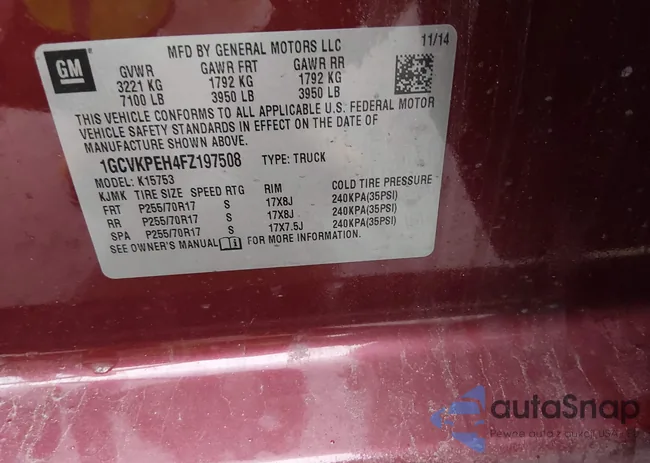 GM
MFD BY GENERAL MOTORS LLC
11/14
GVWR GAWR FRT GAWR RR
3221 KG 1792 KG 1792 KG
7100 LB 3950 LB 3950 LB
THIS VEHICLE CONFORMS TO ALL APPLICABLE U.S. FEDERAL MOTOR
VEHICLE SAFETY STANDARDS IN EFFECT ON THE DATE OF
MANUFACTURE SHOWN ABOVE.
1GCVKPEH4FZ197508 TYPE: TRUCK
MODEL: K15753
KJMK TIRE SIZE SPEED RTG RIM COLD TIRE PRESSURE
FRT P255/70R17 S 17X8J 240KPA(35PSI)
RR P255/70R17 S 17X8J 240KPA(35PSI)
SPA P255/70R17 S 17X7.5J 240KPA(35PSI)
SEE OWNER'S MANUAL FOR MORE INFORMATION.
autoSnap
Pewne auto z aukcji